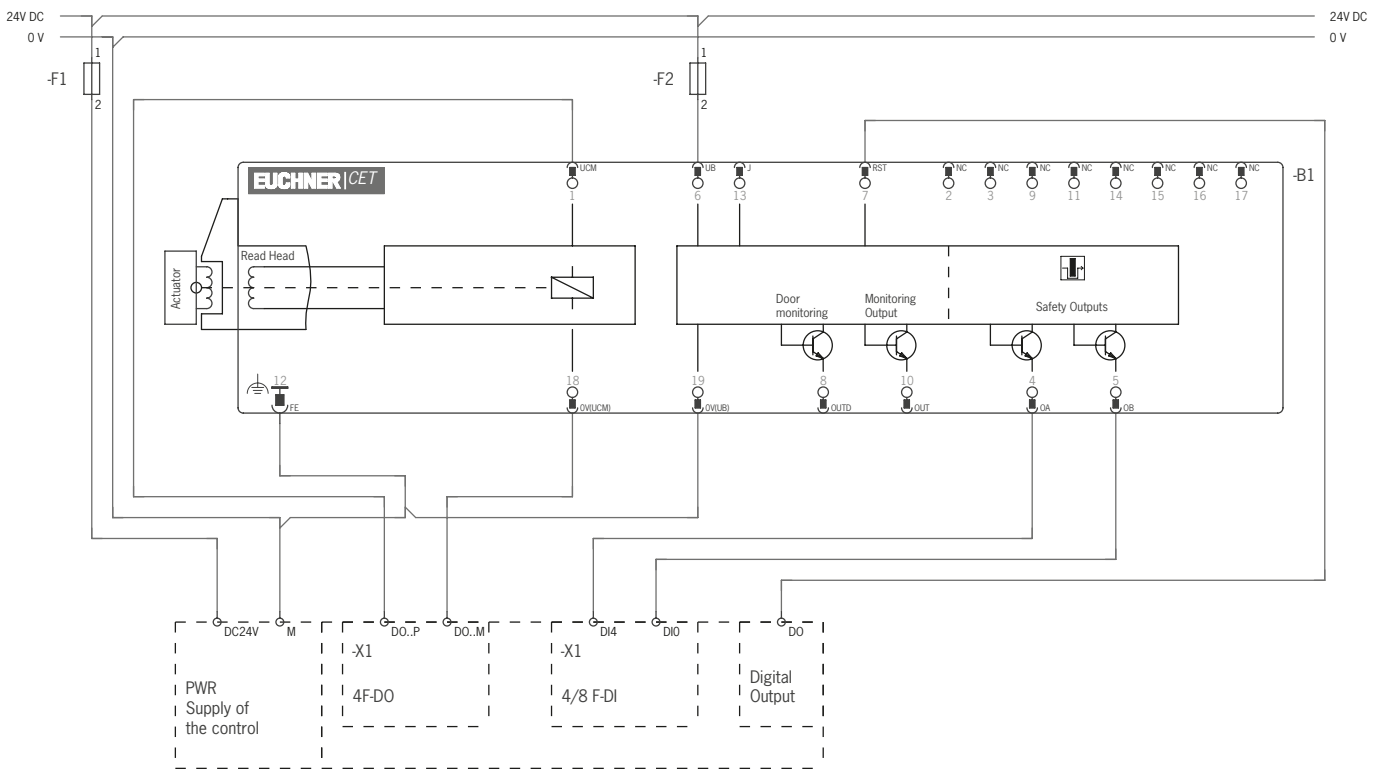 24V DC
24V DC
0 V
0 V
1
1
-F1
-F2
2
2
UCM
UB
J
RST
NC
NC
NC
NC
NC
NC
NC
NC
EUCHNER CET
-B1
1
6
13
7
2
3
9
11
14
15
16
17
Read Head
Actuator
Door
monitoring
Monitoring
Output
Safety Outputs
12
18
19
8
10
4
5
FE
0V(UCM)
0V(UB)
OUTD
OUT
OA
OB
DC24V
M
DO..P
DO..M
DI4
DI0
DO
-X1
-X1
PWR
Supply of
the control
4F-DO
4/8 F-DI
Digital
Output